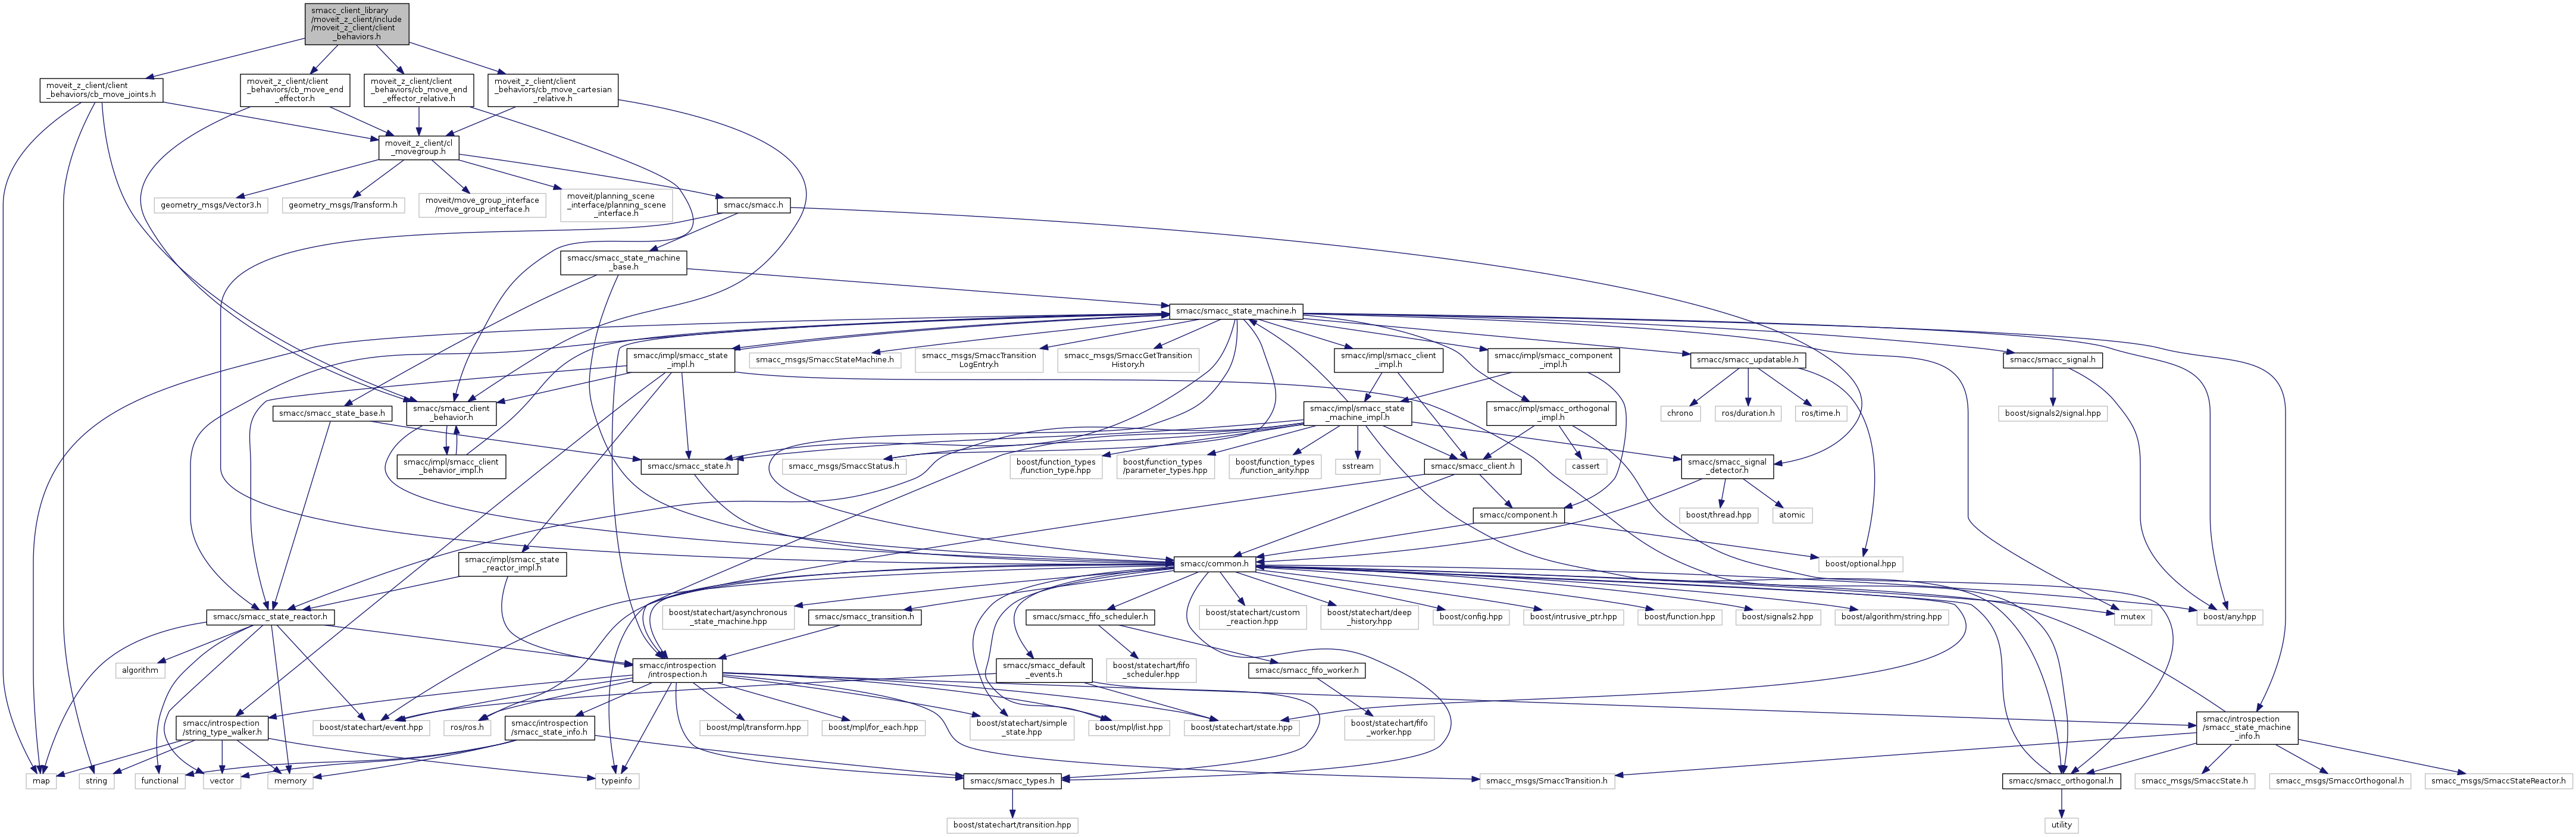 smacc_client_library
/moveit_z_client/include
/moveit_z_client/client
_behaviors.h
moveit_z_client/client
_behaviors/cb_move_joints.h
moveit_z_client/client
_behaviors/cb_move_end
_effector.h
moveit_z_client/client
_behaviors/cb_move_end
_effector_relative.h
moveit_z_client/client
_behaviors/cb_move_cartesian
_relative.h
moveit_z_client/cl
_movegroup.h
geometry_msgs/Vector3.h
geometry_msgs/Transform.h
moveit/move_group_interface
/move_group_interface.h
moveit/planning_scene
_interface/planning_scene
_interface.h
smacc/smacc.h
smacc/smacc_state_machine
_base.h
smacc/smacc_state_machine.h
smacc/impl/smacc_state
_impl.h
smacc_msgs/SmaccStateMachine.h
smacc_msgs/SmaccTransition
LogEntry.h
smacc_msgs/SmaccGetTransition
History.h
smacc/impl/smacc_client
_impl.h
smacc/impl/smacc_component
_impl.h
smacc/smacc_updatable.h
smacc/smacc_signal.h
smacc/smacc_state_base.h
smacc/smacc_client
_behavior.h
smacc/impl/smacc_state
_machine_impl.h
smacc/impl/smacc_orthogonal
_impl.h
chrono
ros/duration.h
ros/time.h
boost/signals2/signal.hpp
smacc/impl/smacc_client
_behavior_impl.h
smacc/smacc_state.h
smacc_msgs/SmaccStatus.h
boost/function_types
/function_type.hpp
boost/function_types
/parameter_types.hpp
boost/function_types
/function_arity.hpp
sstream
smacc/smacc_client.h
cassert
smacc/smacc_signal
_detector.h
smacc/component.h
boost/thread.hpp
atomic
smacc/impl/smacc_state
_reactor_impl.h
smacc/common.h
boost/optional.hpp
smacc/smacc_state_reactor.h
boost/statechart/asynchronous
_state_machine.hpp
smacc/smacc_transition.h
smacc/smacc_fifo_scheduler.h
boost/statechart/custom
_reaction.hpp
boost/statechart/deep
_history.hpp
boost/config.hpp
boost/intrusive_ptr.hpp
boost/function.hpp
boost/signals2.hpp
boost/algorithm/string.hpp
mutex
boost/any.hpp
algorithm
smacc/introspection
/introspection.h
smacc/smacc_default
_events.h
boost/statechart/fifo
_scheduler.hpp
smacc/smacc_fifo_worker.h
smacc/introspection
/string_type_walker.h
boost/statechart/event.hpp
ros/ros.h
smacc/introspection
/smacc_state_info.h
boost/mpl/transform.hpp
boost/mpl/for_each.hpp
boost/statechart/simple
_state.hpp
boost/mpl/list.hpp
boost/statechart/state.hpp
boost/statechart/fifo
_worker.hpp
smacc/introspection
/smacc_state_machine
_info.h
map
string
functional
vector
memory
typeinfo
smacc/smacc_types.h
smacc_msgs/SmaccTransition.h
smacc/smacc_orthogonal.h
smacc_msgs/SmaccState.h
smacc_msgs/SmaccOrthogonal.h
smacc_msgs/SmaccStateReactor.h
boost/statechart/transition.hpp
utility